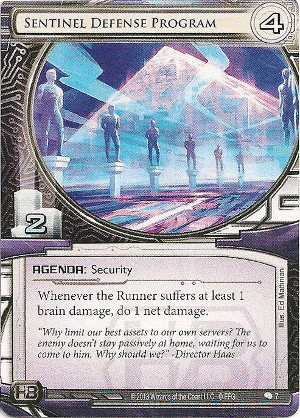 SENTINEL DEFENSE PROGRAM
4
2
AGENDA: Security
Whenever the Runner suffers at least 1
brain damage, do 1 net damage.
"Why limit our best assets to our own servers? The
enemy doesn't stay passively at home, waiting for us to
come to him. Why should we?" -Director Haas
Illus. Ed Mattinian
HB
©2013 Wizards of the Coast LLC. ©FFG
7